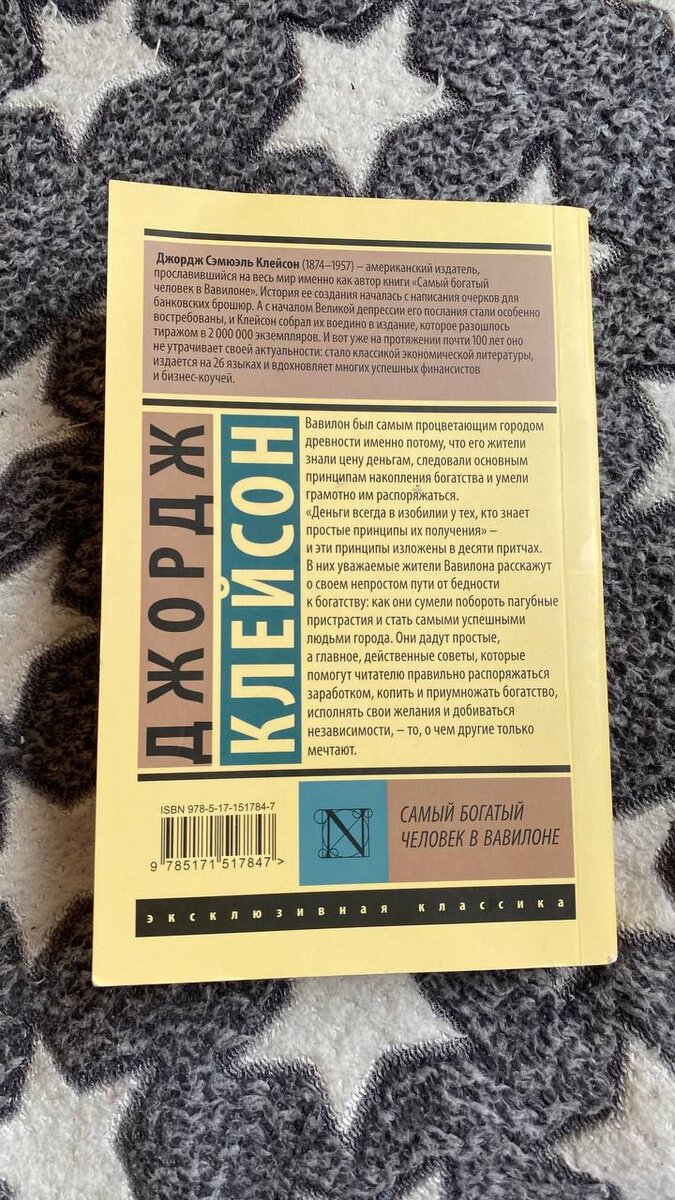 Джордж Сэмюэль Клейсон (1874–1957) – американский издатель,
прославившийся на весь мир именно как автор книги «Самый богатый
человек в Вавилоне». История ее создания началась с написания очерков для
банковских брошюр. А с началом Великой депрессии его послания стали особенно
востребованы, и Клейсон собрал их воедино в издание, которое разошлось
тиражом в 2 000 000 экземпляров. И вот уже на протяжении почти 100 лет оно
не утрачивает своей актуальности: стало классикой экономической литературы,
издается на 26 языках и вдохновляет многих успешных финансистов
и бизнес-коучей.
ДЖОРДЖ
КЛЕЙСОН
Вавилон был самым процветающим городом
древности именно потому, что его жители
знали цену деньгам, следовали основным
принципам накопления богатства и умели
грамотно им распоряжаться.
«Деньги всегда в изобилии у тех, кто знает
простые принципы их получения» –
и эти принципы изложены в десяти притчах.
В них уважаемые жители Вавилона расскажут
о своем непростом пути от бедности
к богатству: как они сумели побороть пагубные
пристрастия и стать самыми успешными
людьми города. Они дадут простые,
а главное, действенные советы, которые
помогут читателю правильно распоряжаться
заработком, копить и приумножать богатство,
исполнять свои желания и добиваться
независимости, – то, о чем другие только
мечтают.
ISBN 978-5-17-151784-7
9 785171 517847 >
N
САМЫЙ БОГАТЫЙ
ЧЕЛОВЕК В ВАВИЛОНЕ
эксклюзивная классика